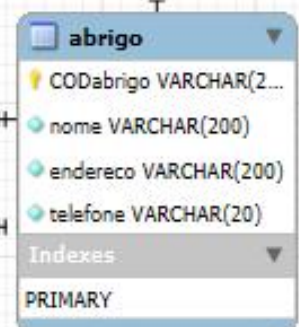 abrigo
CODabrigo VARCHAR(2...
nome VARCHAR(200)
endereco VARCHAR(200)
telefone VARCHAR(20)
Indexes
PRIMARY